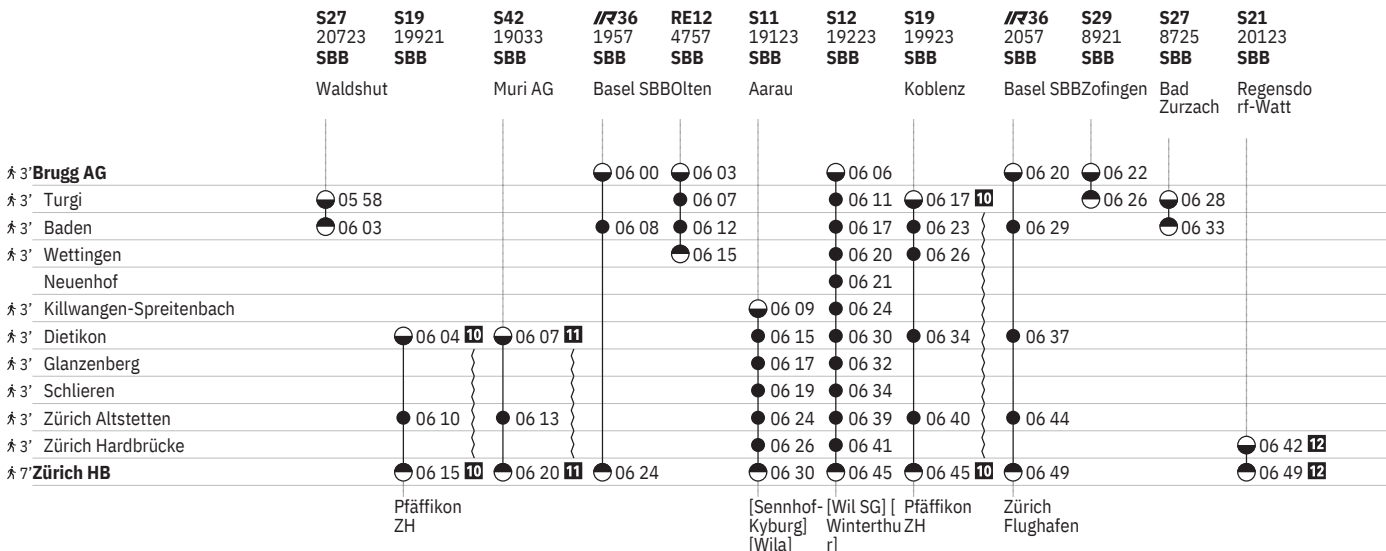 S27 S19 S42 IR36 RE12 S11 S12 S19 IR36 S29 S27 S21
20723 19921 19033 1957 4757 19123 19223 19923 2057 8921 8725 20123
SBB SBB SBB SBB SBB SBB SBB SBB SBB SBB SBB SBB
Waldshut Muri AG Basel SBB Olten Aarau Koblenz Basel SBB Zofingen Bad Regensdo
Zurzach rf-Watt
3' Brugg AG 06 00 06 03 06 06 06 20 06 22
3' Turgi 05 58 06 07 06 11 06 17 10 06 26 06 28
3' Baden 06 03 06 08 06 12 06 17 06 23 06 29 06 33
3' Wettingen 06 15 06 20 06 26
Neuenhof 06 21
3' Killwangen-Spreitenbach 06 09 06 24
3' Dietikon 06 04 10 06 07 11 06 15 06 30 06 34 06 37
3' Glanzenberg 06 17 06 32
3' Schlieren 06 19 06 34
3' Zürich Altstetten 06 10 06 13 06 24 06 39 06 40 06 44
3' Zürich Hardbrücke 06 26 06 41 06 42 12
7' Zürich HB 06 15 10 06 20 11 06 24 06 30 06 45 06 45 10 06 49 06 49 12
Pfäffikon [Sennhof- [Wil SG] [ Pfäffikon Zürich
ZH Kyburg] Winterthu ZH Flughafen
[Wila] r]